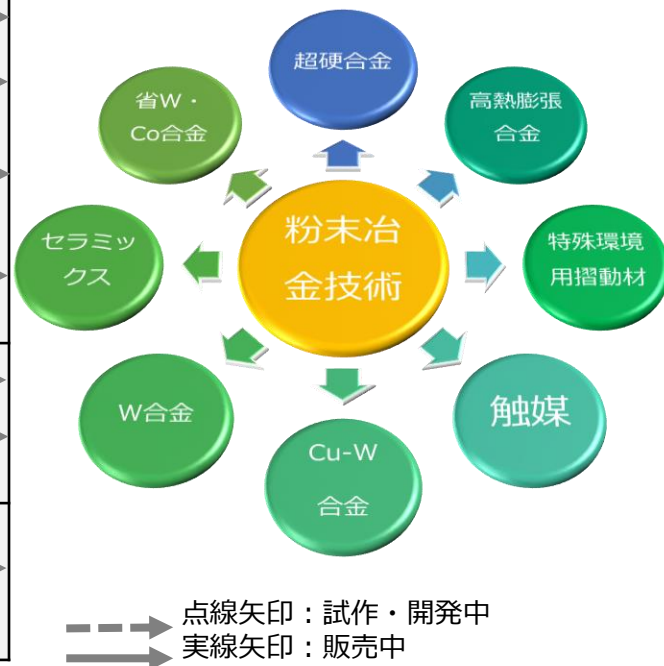 超硬合金
高熱膨張
合金
特殊環境
用摺動材
触媒
Cu-W
合金
W合金
セラミッ
クス
省W・
Co合金
粉末冶
金技術
点線矢印：試作・開発中
実線矢印：販売中